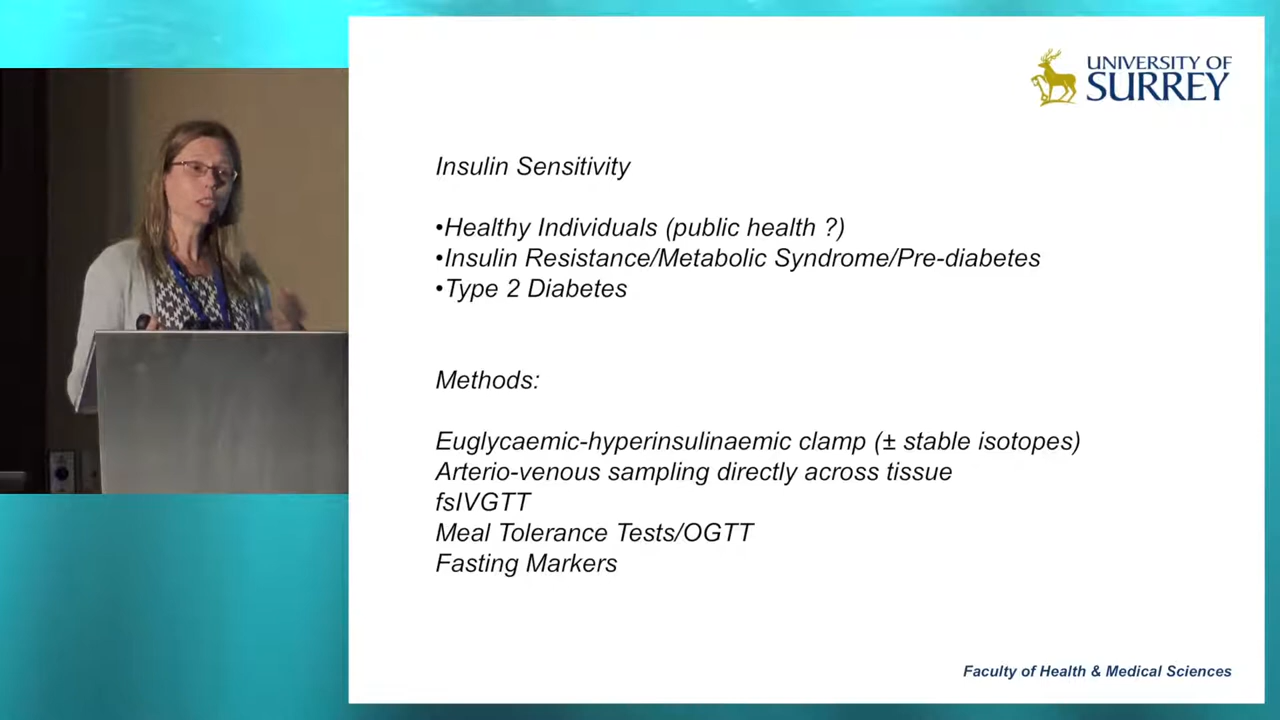 UNIVERSITY OF
SURREY
Insulin Sensitivity
•Healthy Individuals (public health ?)
•Insulin Resistance/Metabolic Syndrome/Pre-diabetes
•Type 2 Diabetes
Methods:
Euglycaemic-hyperinsulinaemic clamp (± stable isotopes)
Arterio-venous sampling directly across tissue
fsIVGTT
Meal Tolerance Tests/OGTT
Fasting Markers
Faculty of Health & Medical Sciences